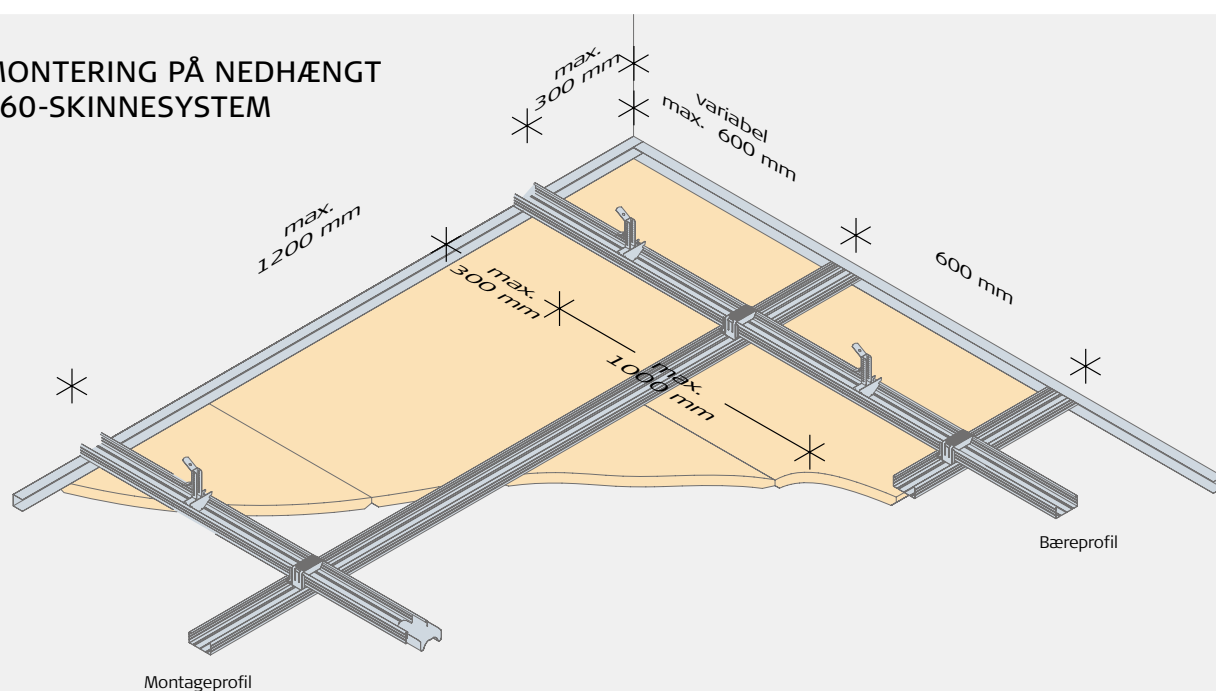 MONTERING PÅ NEDHÆNGT
60-SKINNESYSTEM
max.
300 mm
variabel
max. 600 mm
max.
1200 mm
600 mm
max.
300 mm
max.
1000 mm
Bæreprofil
Montageprofil